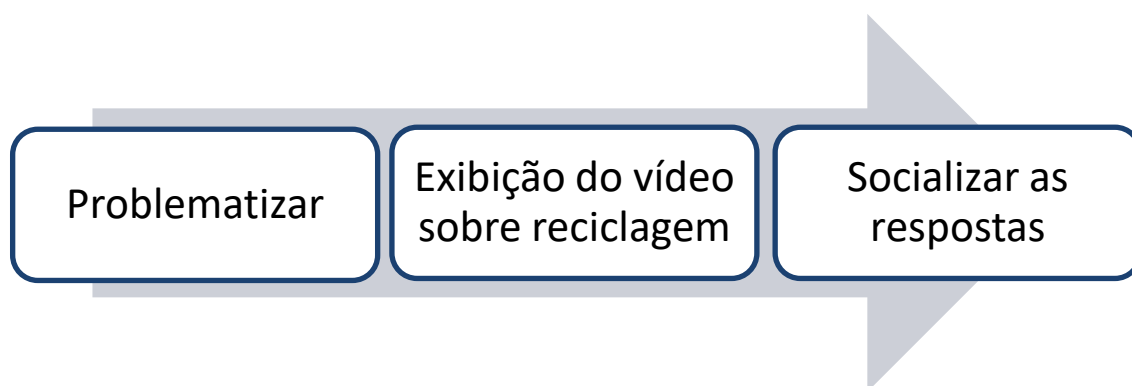 Problematizar
Exibição do vídeo
sobre reciclagem
Socializar as
respostas